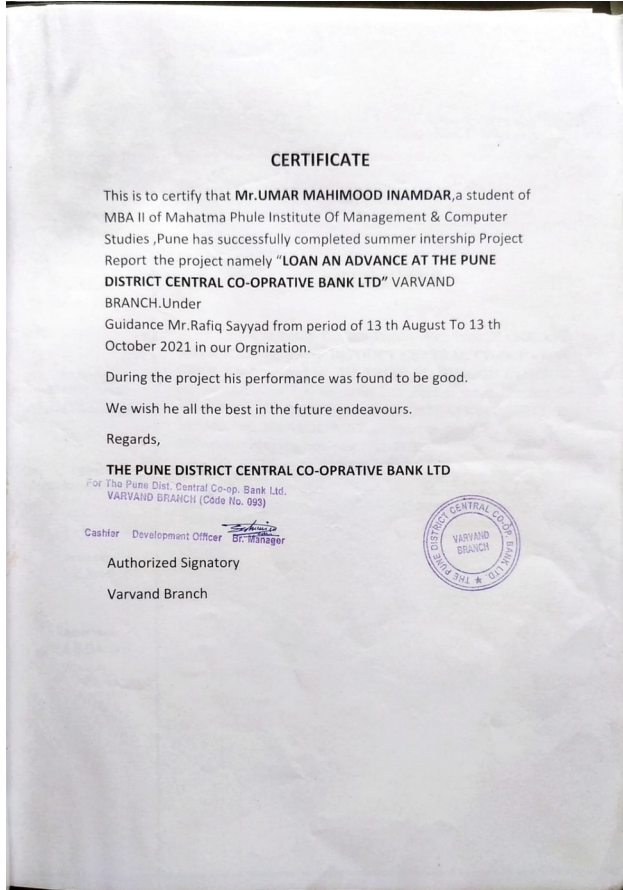 CERTIFICATE
This is to certify that Mr.UMAR MAHIMOOD INAMDAR,a student of
MBA II of Mahatma Phule Institute Of Management & Computer
Studies ,Pune has successfully completed summer intership Project
Report the project namely “LOAN AN ADVANCE AT THE PUNE
DISTRICT CENTRAL CO-OPRATIVE BANK LTD” VARVAND
BRANCH.Under
Guidance Mr.Rafiq Sayyad from period of 13 th August To 13 th
October 2021 in our Orgnization.
During the project his performance was found to be good.
We wish he all the best in the future endeavours.
Regards,
THE PUNE DISTRICT CENTRAL CO-OPRATIVE BANK LTD
For The Pune Dist. Central Co-op. Bank Ltd.
VARVAND BRANCH (Code No. 093)
Cashier Development Officer Br. Manager
THE PUNE DISTRICT CENTRAL CO-OP. BANK LTD.
VARVAND
BRANCH
Authorized Signatory
Varvand Branch